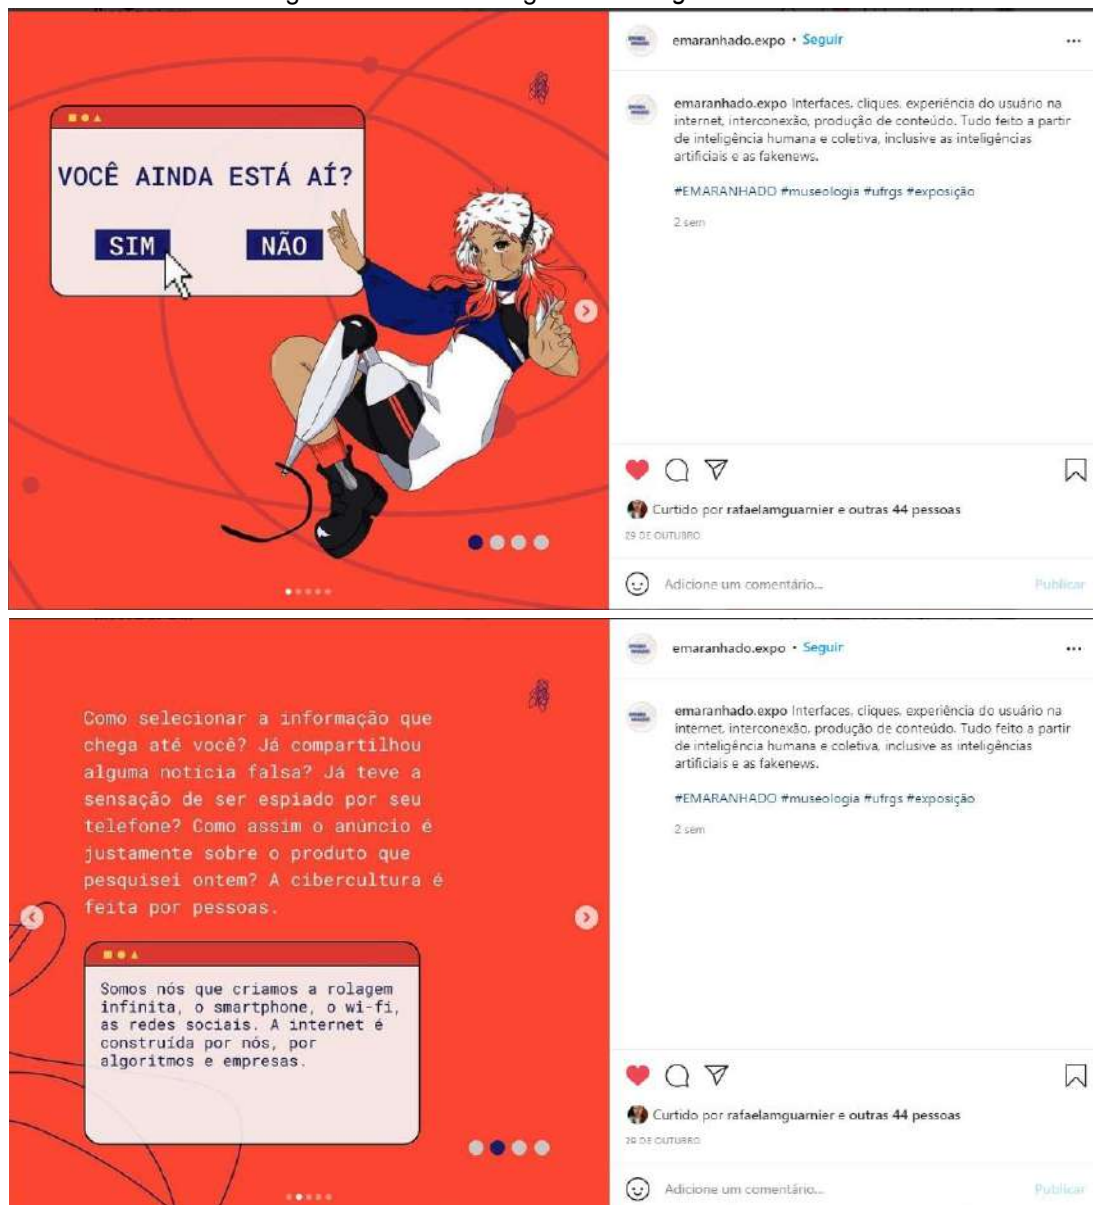 emaranhado.expo • Seguir
VOCÊ AINDA ESTÁ AÍ?
SIM
NÃO
emaranhado.expo Interfaces, cliques, experiência do usuário na
internet, interconexão, produção de conteúdo. Tudo feito a partir
de inteligência humana e coletiva, inclusive as inteligências
artificiais e as fakenews.
#EMARANHADO #museologia #ufrgs #exposição
2 sem
Curtido por rafaelamguarnier e outras 44 pessoas
29 DE OUTUBRO
Adicione um comentário...
Publicar
emaranhado.expo • Seguir
Como selecionar a informação que
chega até você? Já compartilhou
alguma notícia falsa? Já teve a
sensação de ser espiado por seu
telefone? Como assim o anúncio é
justamente sobre o produto que
pesquisei ontem? A cibercultura é
feita por pessoas.
Somos nós que criamos a rolagem
infinita, o smartphone, o wi-fi,
as redes sociais. A internet é
construída por nós, por
algoritmos e empresas.
emaranhado.expo Interfaces, cliques, experiência do usuário na
internet, interconexão, produção de conteúdo. Tudo feito a partir
de inteligência humana e coletiva, inclusive as inteligências
artificiais e as fakenews.
#EMARANHADO #museologia #ufrgs #exposição
2 sem
Curtido por rafaelamguarnier e outras 44 pessoas
29 DE OUTUBRO
Adicione um comentário...
Publicar